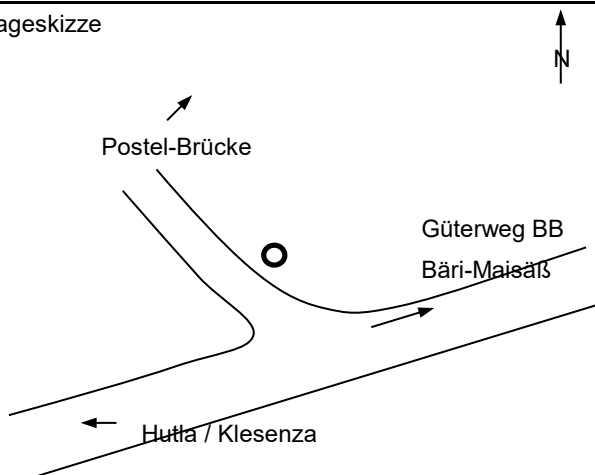 ageskizze
N
Postel-Brücke
Güterweg BB
Bäri-Maisäß
Hutla / Klesenza